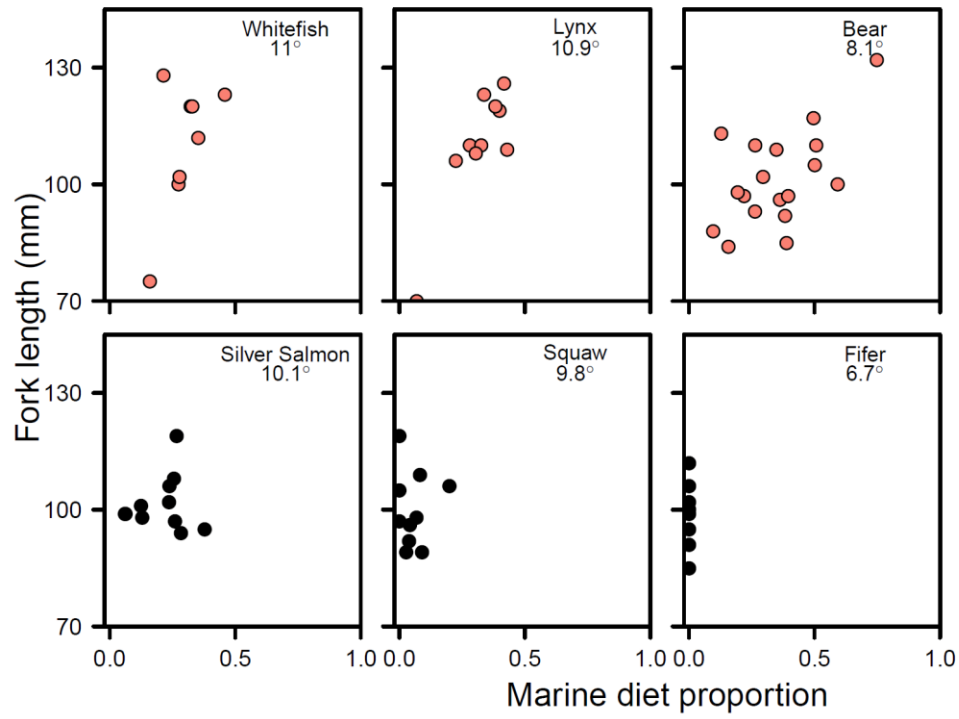 Whitefish
11°
Lynx
10.9°
Bear
8.1°
130
100
70
Silver Salmon
10.1°
Squaw
9.8°
Fifer
6.7°
130
100
70
0.0 0.5 1.0 0.0 0.5 1.0 0.0 0.5 1.0
Fork length (mm)
Marine diet proportion